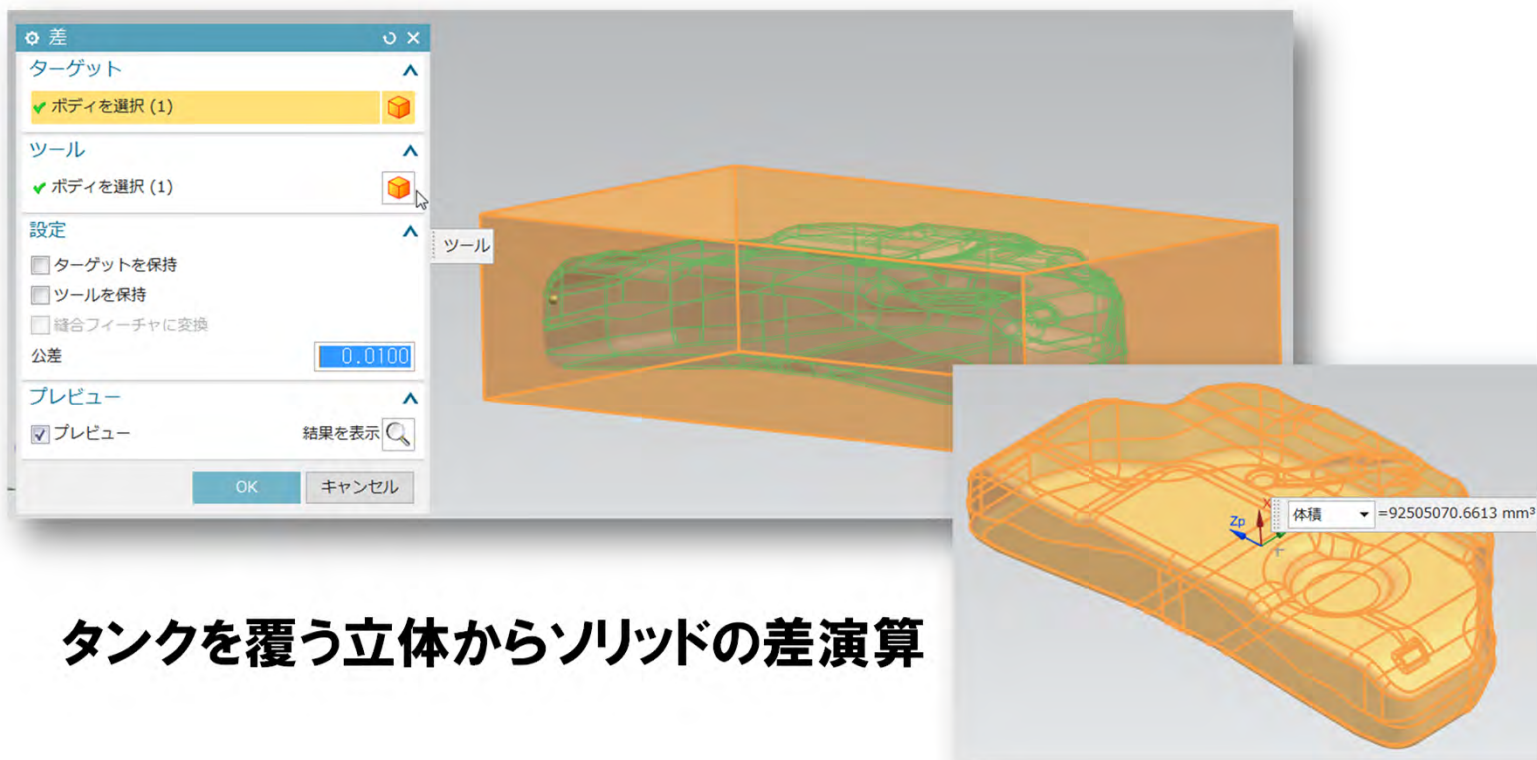 差
ターゲット
ボディを選択 (1)
ツール
ボディを選択 (1)
設定
ターゲットを保持
ツールを保持
縫合フィーチャに変換
公差 0.0100
プレビュー
プレビュー 結果を表示
OK キャンセル
ツール
X
Zp
体積 =92505070.6613 mm³
タンクを覆う立体からソリッドの差演算